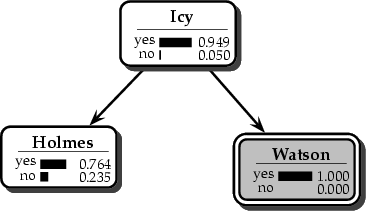 Icy
yes 0.949
no 0.050
Holmes
yes 0.764
no 0.235
Watson
yes 1.000
no 0.000